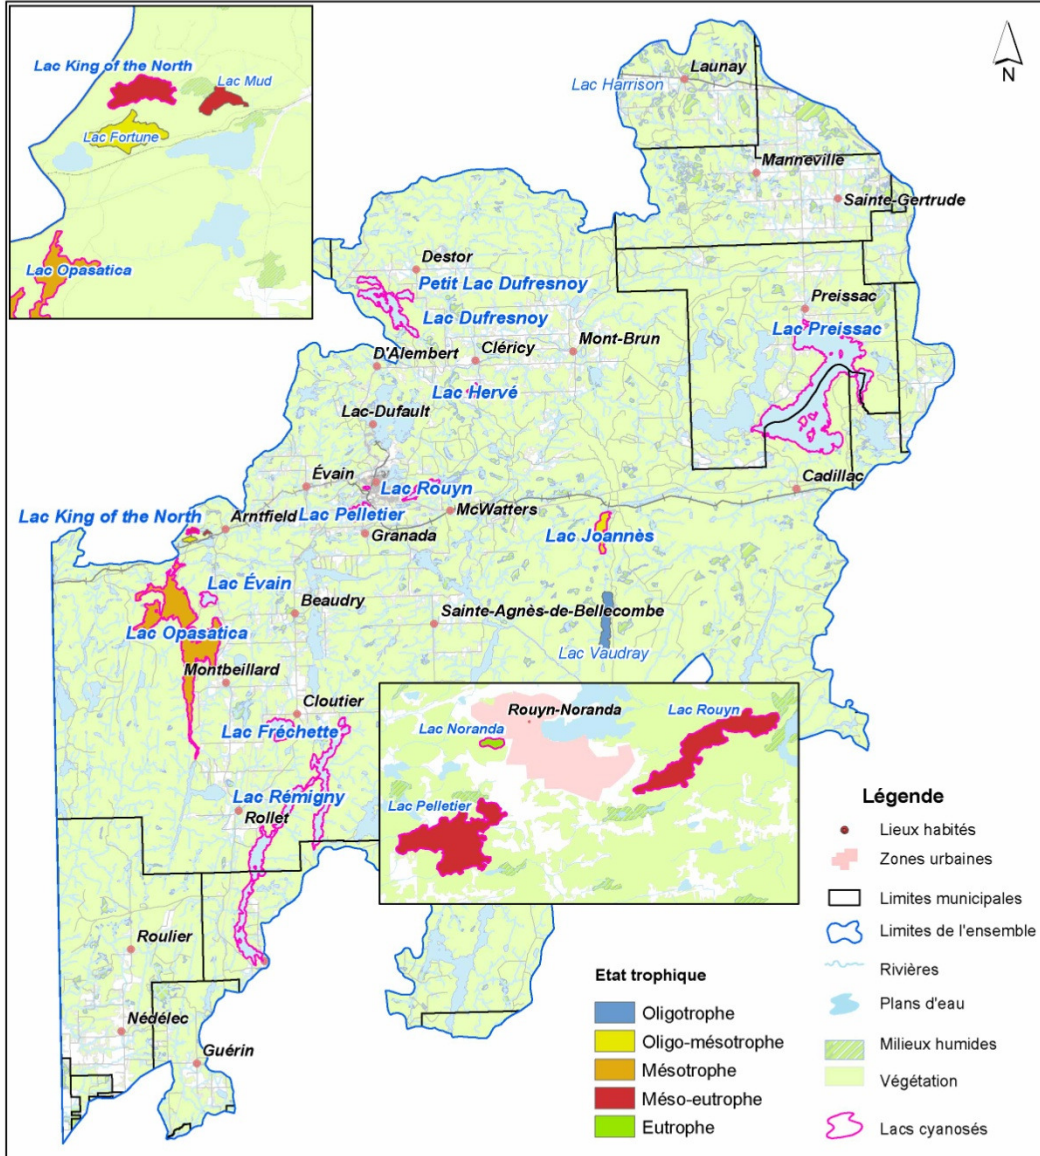 Lac King of the North
Lac Mud
Lac Fortune
Lac Opasatica
N
Launay
Lac Harrison
Manneville
Sainte-Gertrude
Destor
Petit Lac Dufresnoy
Lac Dufresnoy
Preissac
Lac Preissac
D'Alembert
Cléricy
Mont-Brun
Lac Hervé
Lac-Dufault
Cadillac
Évain
Lac Rouyn
Lac Pelletier
McWatters
Lac King of the North
Arntfield
Granada
Lac Joannès
Lac Évain
Beaudry
Sainte-Agnès-de-Bellecombe
Lac Opasatica
Lac Vaudray
Montbeillard
Cloutier
Lac Fréchette
Lac Rémigny
Rollet
Rouyn-Noranda
Lac Rouyn
Lac Noranda
Lac Pelletier
Roulier
Nédélec
Guérin
Etat trophique
Oligotrophe
Oligo-mésotrophe
Mésotrophe
Méso-eutrophe
Eutrophe
Légende
Lieux habités
Zones urbaines
Limites municipales
Limites de l'ensemble
Rivières
Plans d'eau
Milieux humides
Végétation
Lacs cyanosés